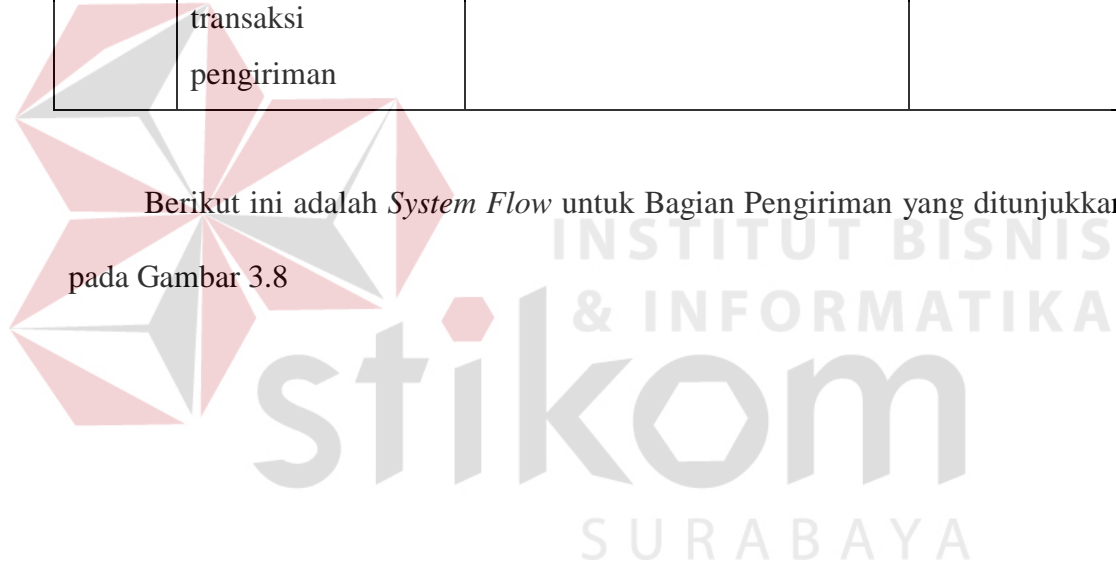 transaksi
pengiriman
Berikut ini adalah System Flow untuk Bagian Pengiriman yang ditunjukkan
pada Gambar 3.8
INSTITUT BISNIS
& INFORMATIKA
stikom
SURABAYA